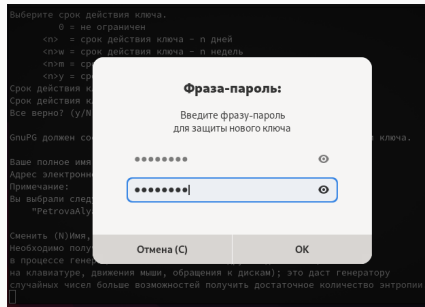 Выберите срок действия ключа.
0 = не ограничен
<n> = срок действия ключа - n дней
<n>w = срок действия ключа - n недель
<n>m = ср
<n>y = ср
Срок действия к
Срок действия к
Все верно? (y/N
GnuPG должен со
ключа.
Ваше полное имя
Адрес электронн
Примечание:
Вы выбрали след
"PetrovaAly
Сменить (N)Имя,
Необходимо полу
в процессе генер
на клавиатуре, движения мыши, обращения к дискам); это даст генератору
случайных чисел больше возможностей получить достаточное количество энтропии
Фраза-пароль:
Введите фразу-пароль
для защиты нового ключа
••••••••
••••••••
Отмена (C)
OK